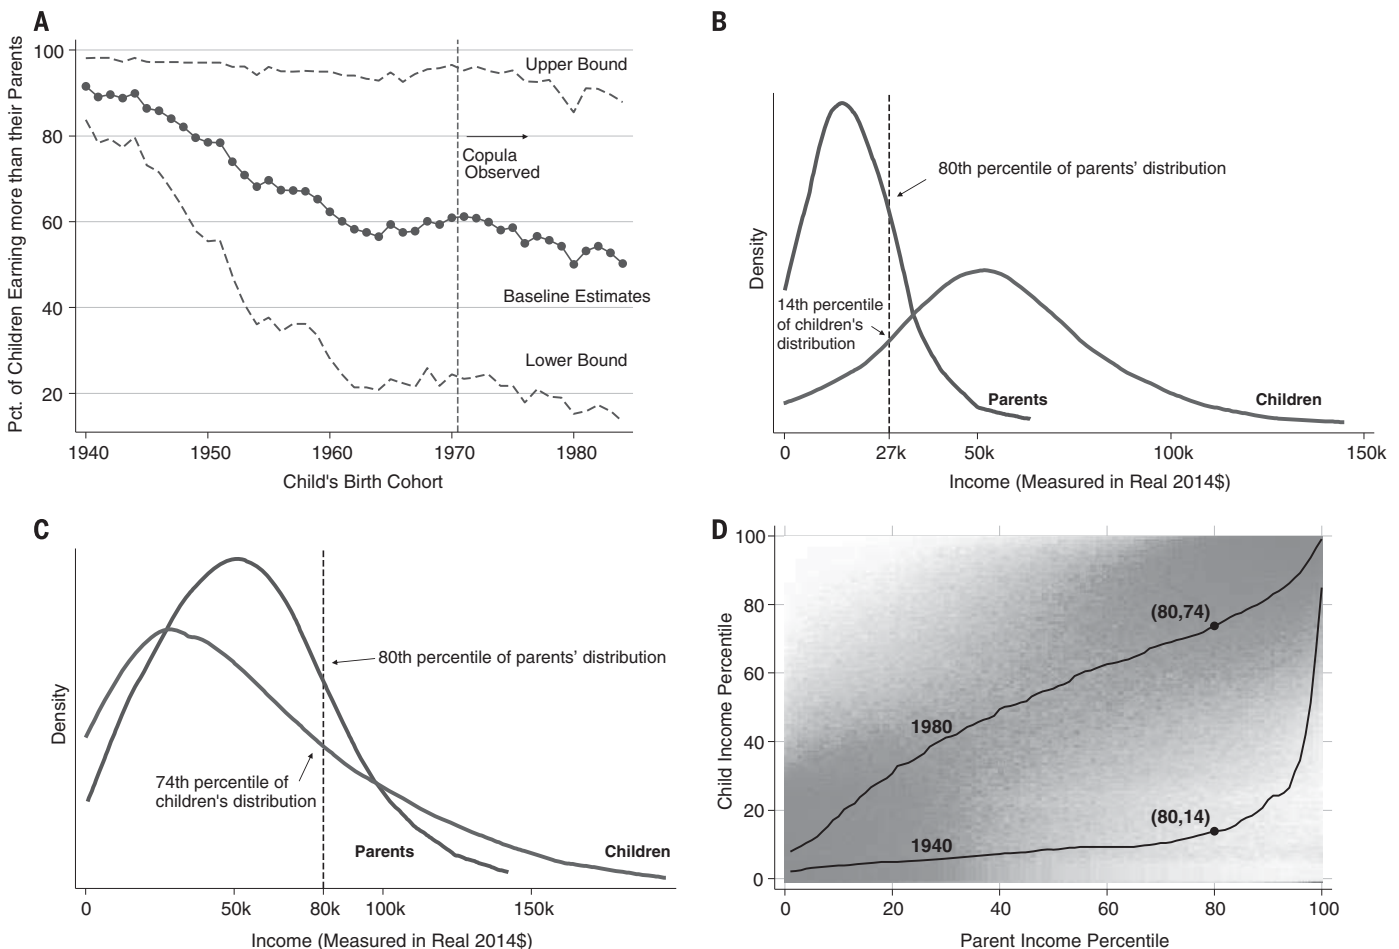 A
Pct. of Children Earning more than their Parents
100
80
60
40
20
Upper Bound
Copula
Observed
Baseline Estimates
Lower Bound
1940
1950
1960
1970
1980
Child's Birth Cohort
B
Density
80th percentile of parents’ distribution
14th percentile
of children's
distribution
Parents
Children
0
27k
50k
100k
150k
Income (Measured in Real 2014$)
C
Density
80th percentile of parents’ distribution
74th percentile of
children's distribution
Parents
Children
0
50k
80k
100k
150k
Income (Measured in Real 2014$)
D
Child Income Percentile
100
80
60
40
20
0
(80,74)
1980
(80,14)
1940
0
20
40
60
80
100
Parent Income Percentile